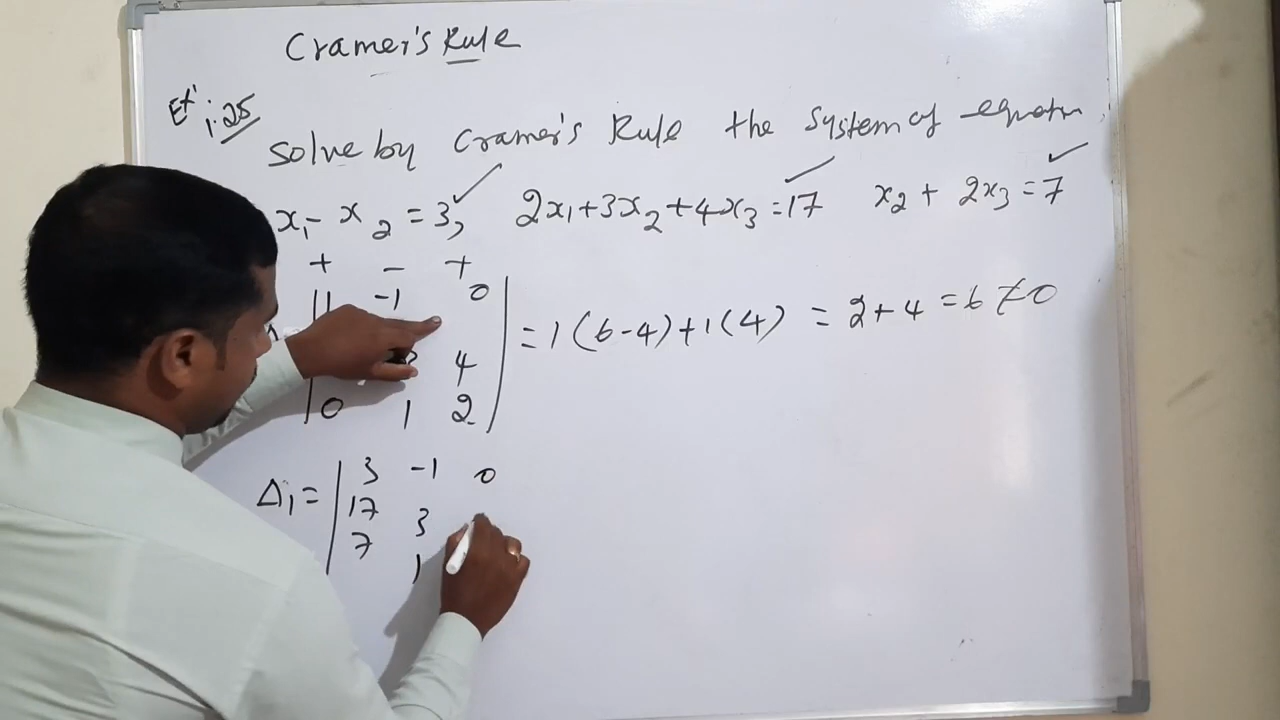 Cramer's Rule
Ex' 1.25
Solve by Cramer's Rule the System of equatn
x₁ - x₂ = 3, 2x₁+3x₂+4x₃=17 x₂ + 2x₃=7
+ - +
1 -1 0
4 = 1(6-4)+1(4) = 2+4 =6 ≠0
0 1 2
Δ₁ = 3 -1 0
17 3
7 1